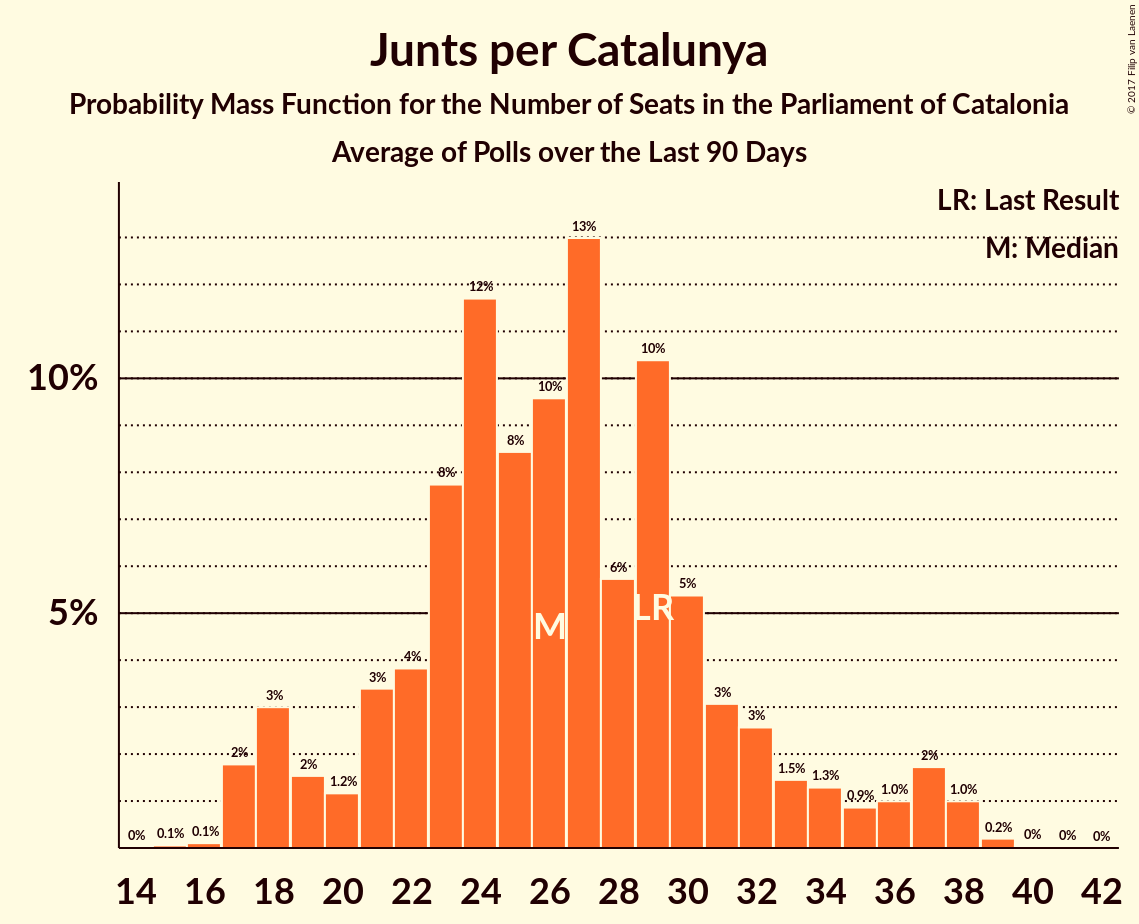 Junts per Catalunya
Probability Mass Function for the Number of Seats in the Parliament of Catalonia
Average of Polls over the Last 90 Days
© 2017 Filip van Laenen
LR: Last Result
M: Median
10%
5%
0% 0.1% 0.1% 2% 3% 2% 1.2% 3% 4% 8% 12% 8% 10% 13% 6% 10% 5% 3% 3% 1.5% 1.3% 0.9% 1.0% 2% 1.0% 0.2% 0% 0% 0%
M LR
14 16 18 20 22 24 26 28 30 32 34 36 38 40 42